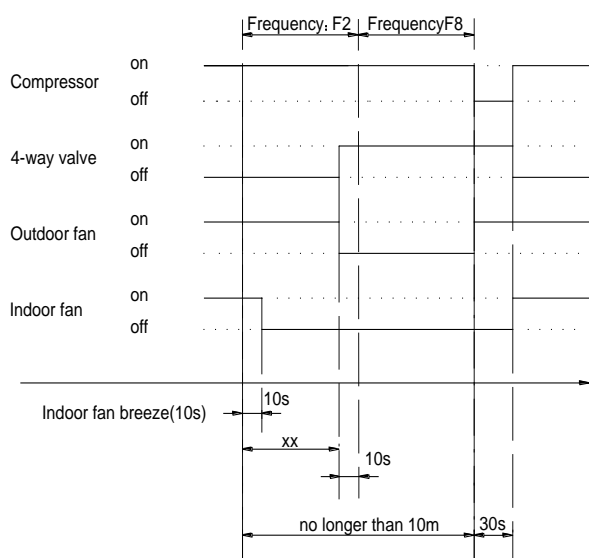 Frequency: F2
FrequencyF8
on
Compressor
off
on
4-way valve
off
on
Outdoor fan
off
on
Indoor fan
off
10s
Indoor fan breeze(10s)
xx
10s
no longer than 10m
30s